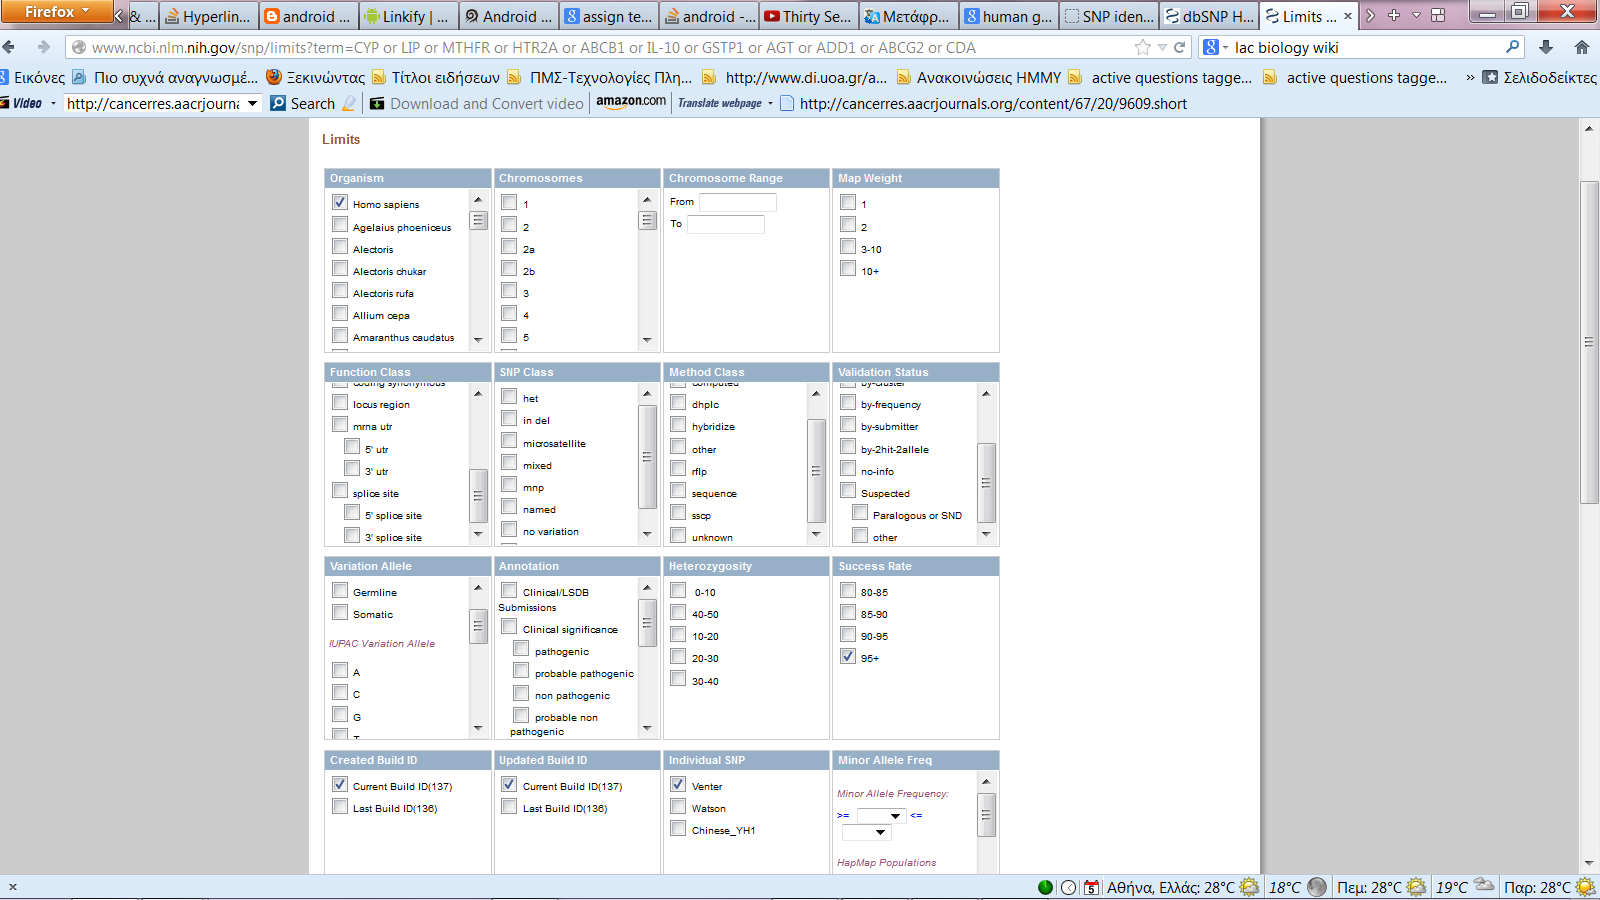 Firefox
& ...
Hyperlin...
android ...
Linkify | ...
Android ...
assign te...
android -...
Thirty Se...
Μετάφρ...
human g...
SNP iden...
dbSNP H...
Limits ...
www.ncbi.nlm.nih.gov/snp/limits?term=CYP or LIP or MTHFR or HTR2A or ABCB1 or IL-10 or GSTP1 or AGT or ADD1 or ABCG2 or CDA
lac biology wiki
Εικόνες
Πιο συχνά αναγνωσμέ...
Ξεκινώντας
Τίτλοι ειδήσεων
ΠΜΣ-Τεχνολογίες Πλη...
http://www.di.uoa.gr/a...
Ανακοινώσεις ΗΜΜΥ
active questions tagge...
active questions tagge...
»
Σελιδοδείκτες
Video
http://cancerres.aacrjourna
Search
Download and Convert video
amazon.com
Translate webpage
http://cancerres.aacrjournals.org/content/67/20/9609.short
Limits
Organism
Homo sapiens
Agelaius phoeniceus
Alectoris
Alectoris chukar
Alectoris rufa
Allium cepa
Amaranthus caudatus
Chromosomes
1
2
2a
2b
3
4
5
Chromosome Range
From
To
Map Weight
1
2
3-10
10+
Function Class
coding synonymous
locus region
mrna utr
5' utr
3' utr
splice site
5' splice site
3' splice site
SNP Class
het
in del
microsatellite
mixed
mnp
named
no variation
Method Class
computed
dhplc
hybridize
other
rflp
sequence
sscp
unknown
Validation Status
by-cluster
by-frequency
by-submitter
by-2hit-2allele
no-info
Suspected
Paralogous or SND
other
Variation Allele
Germline
Somatic
IUPAC Variation Allele
A
C
G
T
Annotation
Clinical/LSDB
Submissions
Clinical significance
pathogenic
probable pathogenic
non pathogenic
probable non
pathogenic
Heterozygosity
0-10
40-50
10-20
20-30
30-40
Success Rate
80-85
85-90
90-95
95+
Created Build ID
Current Build ID(137)
Last Build ID(136)
Updated Build ID
Current Build ID(137)
Last Build ID(136)
Individual SNP
Venter
Watson
Chinese_YH1
Minor Allele Freq
Minor Allele Frequency:
>= <=
HapMap Populations
5
Αθήνα, Ελλάς: 28°C
18°C
Πεμ: 28°C
19°C
Παρ: 28°C